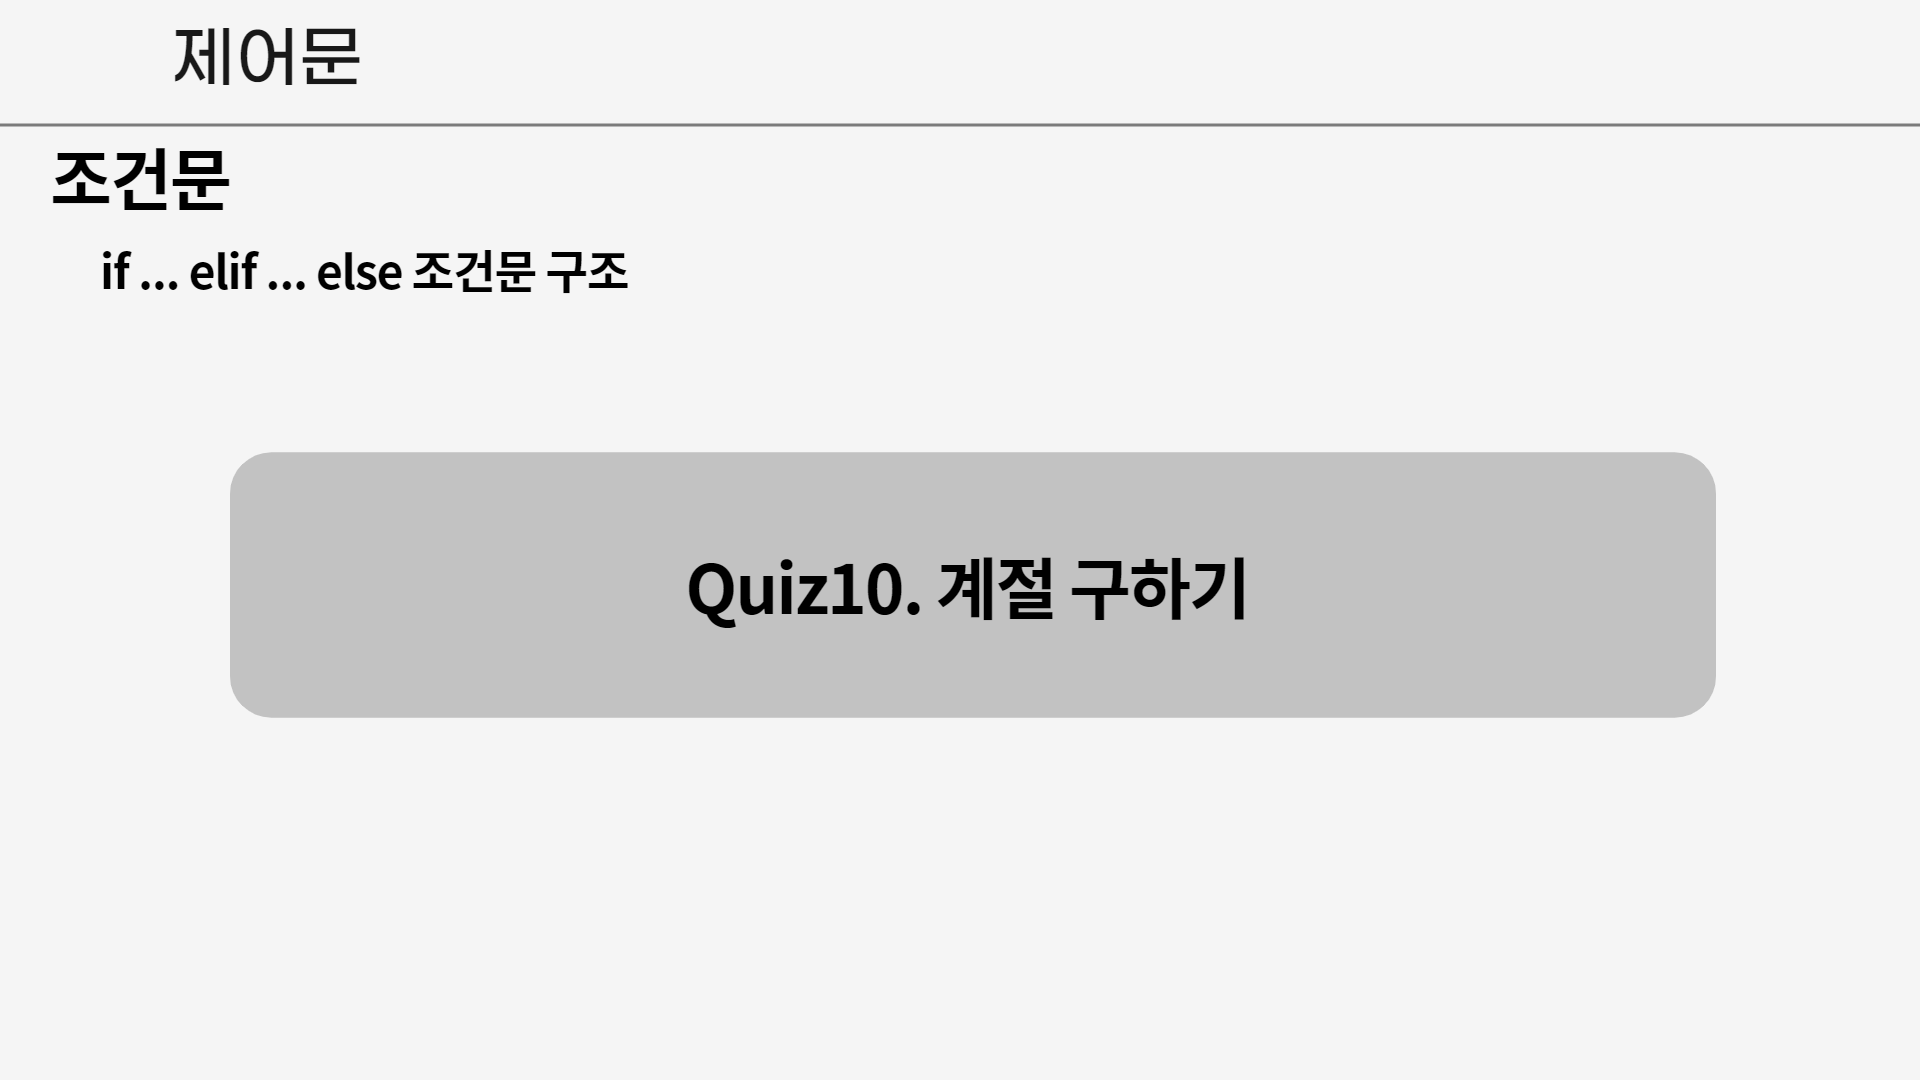 제어문
조건문
if ... elif ... else 조건문 구조
Quiz10. 계절 구하기